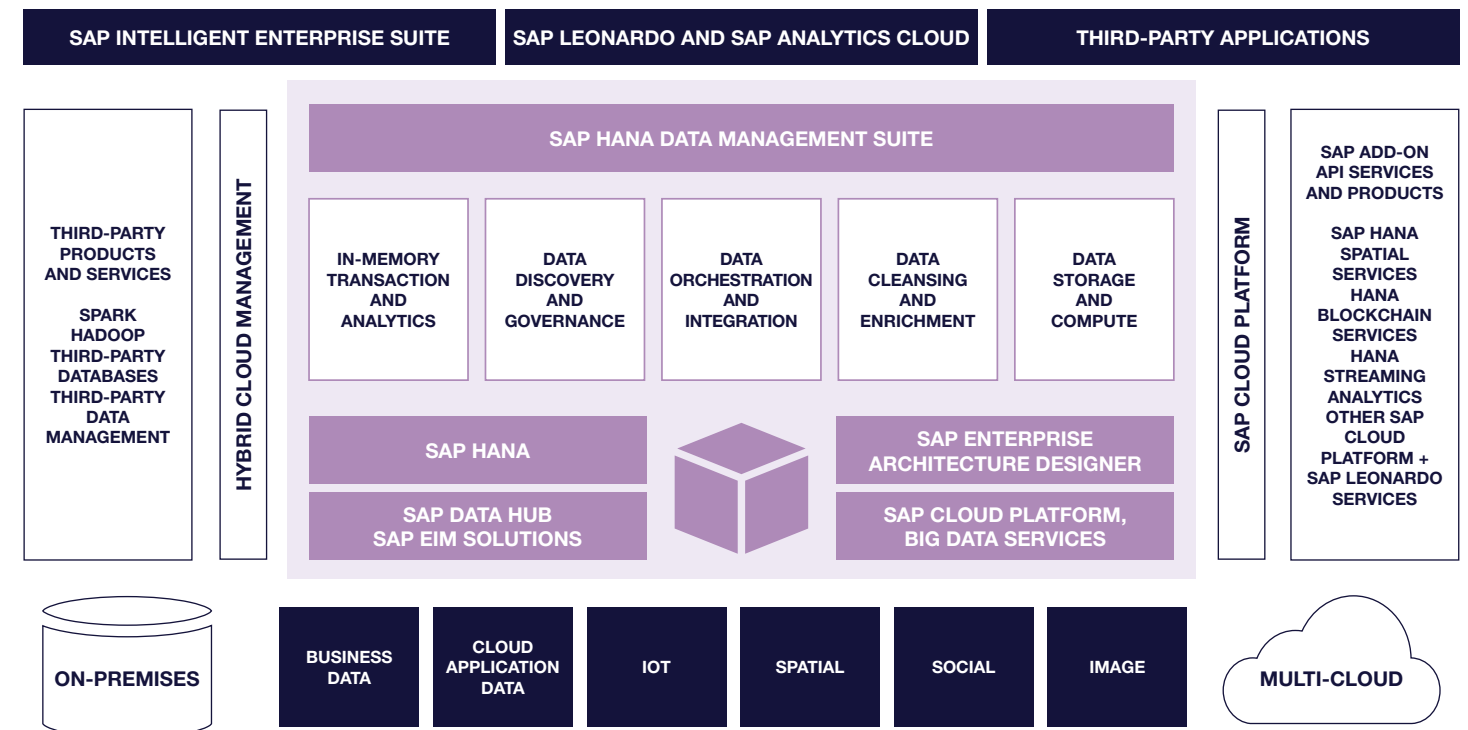 SAP INTELLIGENT ENTERPRISE SUITE
SAP LEONARDO AND SAP ANALYTICS CLOUD
THIRD-PARTY APPLICATIONS
THIRD-PARTY
PRODUCTS
AND SERVICES
SPARK
HADOOP
THIRD-PARTY
DATABASES
THIRD-PARTY
DATA
MANAGEMENT
HYBRID CLOUD MANAGEMENT
SAP HANA DATA MANAGEMENT SUITE
IN-MEMORY
TRANSACTION
AND
ANALYTICS
DATA
DISCOVERY
AND
GOVERNANCE
DATA
ORCHESTRATION
AND
INTEGRATION
DATA
CLEANSING
AND
ENRICHMENT
DATA
STORAGE
AND
COMPUTE
SAP HANA
SAP DATA HUB
SAP EIM SOLUTIONS
SAP ENTERPRISE
ARCHITECTURE DESIGNER
SAP CLOUD PLATFORM,
BIG DATA SERVICES
SAP CLOUD PLATFORM
SAP ADD-ON
API SERVICES
AND PRODUCTS
SAP HANA
SPATIAL
SERVICES
HANA
BLOCKCHAIN
SERVICES
HANA
STREAMING
ANALYTICS
OTHER SAP
CLOUD
PLATFORM +
SAP LEONARDO
SERVICES
ON-PREMISES
BUSINESS
DATA
CLOUD
APPLICATION
DATA
IOT
SPATIAL
SOCIAL
IMAGE
MULTI-CLOUD